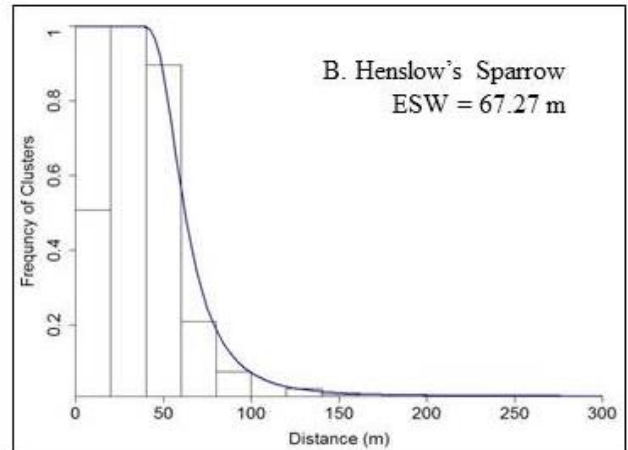 B. Henslow's Sparrow
ESW = 67.27 m
Frequncy of Clusters
1
0.8
0.6
0.4
0.2
0 50 100 150 200 250 300
Distance (m)